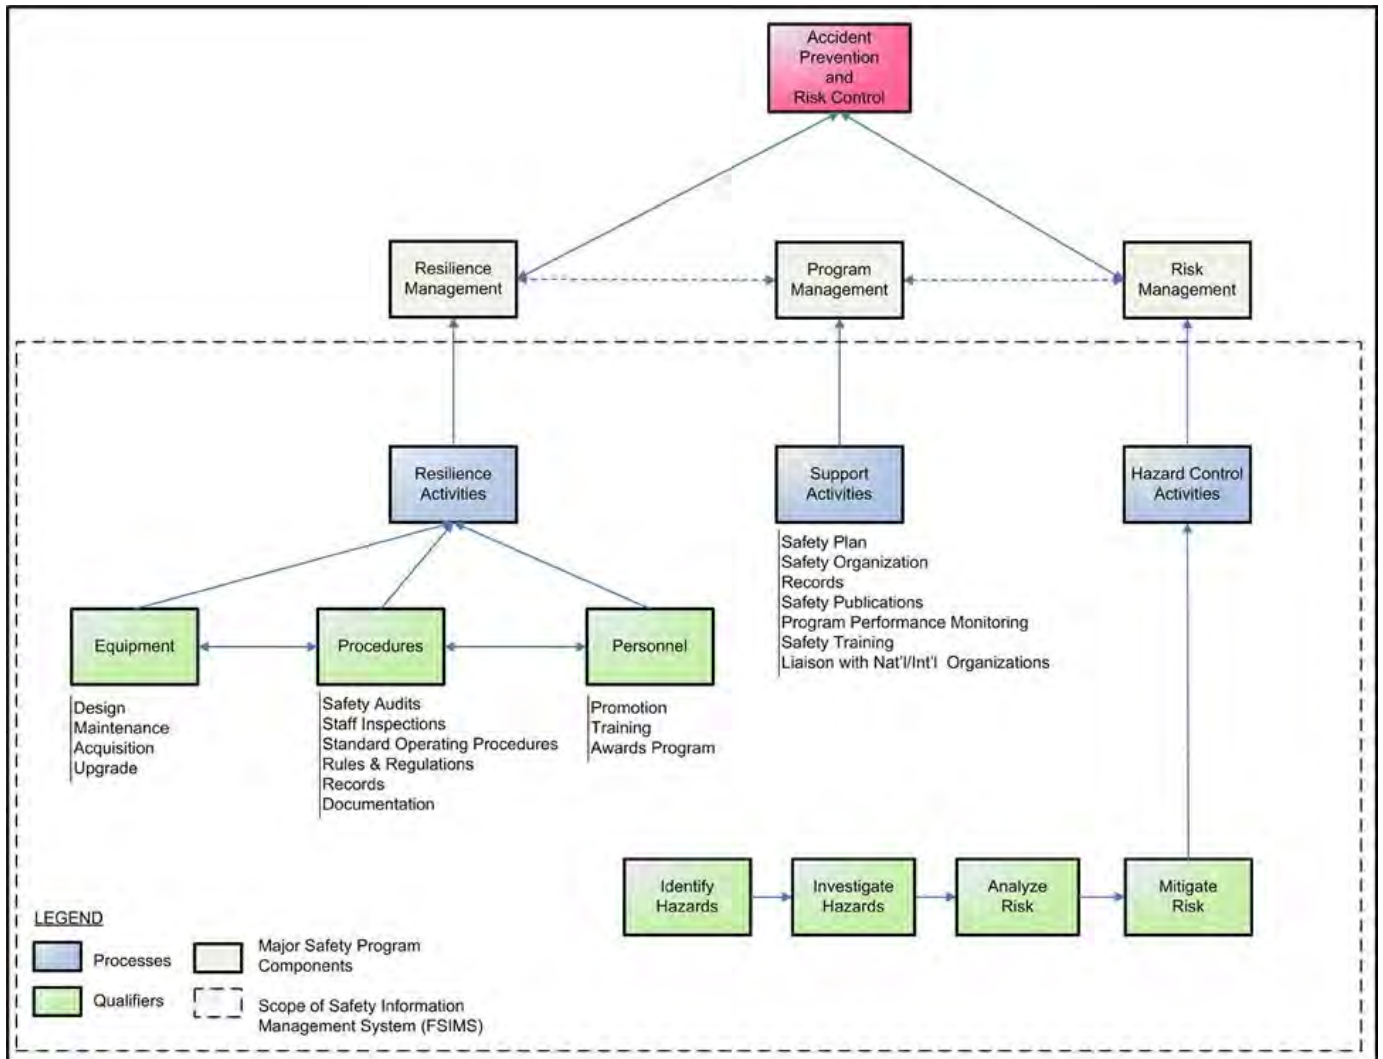 Accident
Prevention
and
Risk Control
Resilience
Management
Program
Management
Risk
Management
Resilience
Activities
Support
Activities
Hazard Control
Activities
Safety Plan
Safety Organization
Records
Safety Publications
Program Performance Monitoring
Safety Training
Liaison with Nat'l/Int'l Organizations
Equipment
Procedures
Personnel
Design
Maintenance
Acquisition
Upgrade
Safety Audits
Staff Inspections
Standard Operating Procedures
Rules & Regulations
Records
Documentation
Promotion
Training
Awards Program
Identify
Hazards
Investigate
Hazards
Analyze
Risk
Mitigate
Risk
LEGEND
Processes
Major Safety Program
Components
Qualifiers
Scope of Safety Information
Management System (FSIMS)